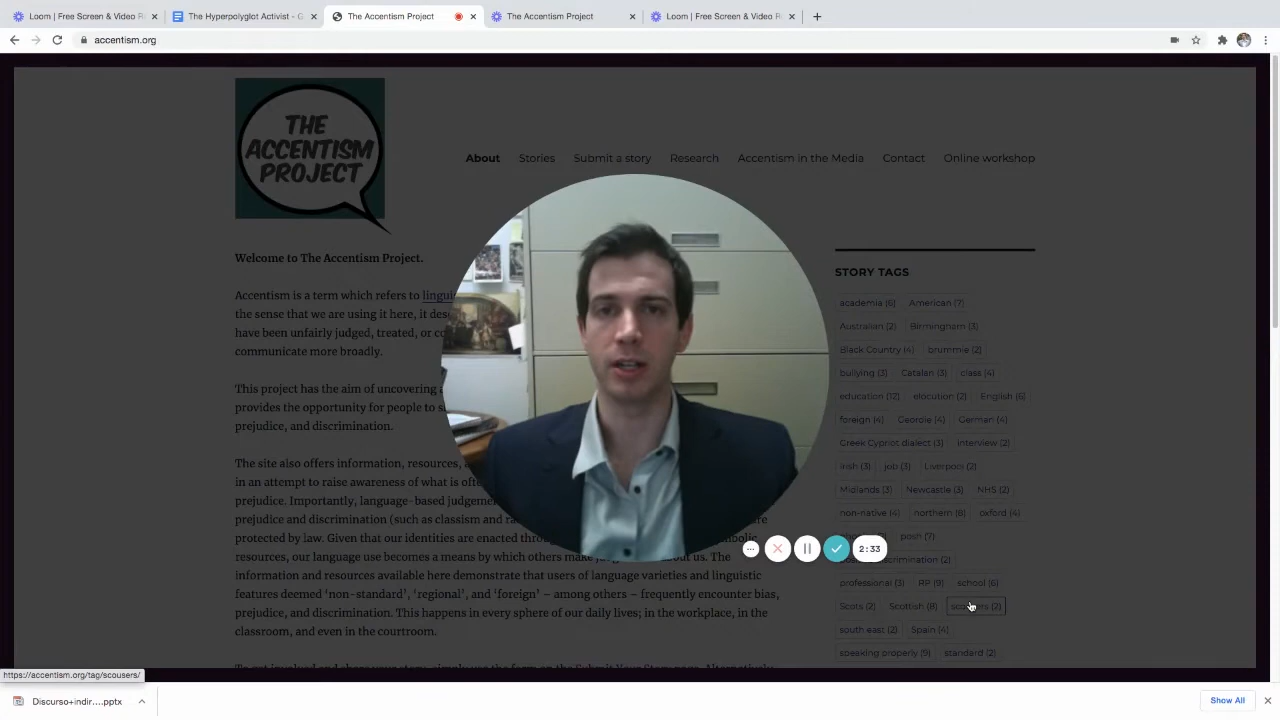 Loom | Free Screen & Video R
The Hyperpolyglot Activist - G
The Accentism Project
The Accentism Project
Loom | Free Screen & Video R
accentism.org
THE
ACCENTISM
PROJECT
About
Stories
Submit a story
Research
Accentism in the Media
Contact
Online workshop
Welcome to The Accentism Project.
Accentism is a term which refers to
the sense that we are using it here, it
have been unfairly judged, treated, or
communicate more broadly.
This project has the aim of uncovering
provides the opportunity for people to
prejudice, and discrimination.
The site also offers information, resources,
in an attempt to raise awareness of what is
prejudice. Importantly, language-based
prejudice and discrimination (such as classism and
protected by law. Given that our identities are enacted
resources, our language use becomes a means by which others us. The
information and resources available here demonstrate that users of language varieties and linguistic
features deemed ‘non-standard’, ‘regional’, and ‘foreign’ – among others – frequently encounter bias,
prejudice and discrimination. This happens in every sphere of our daily lives; in the workplace, in the
classroom, and even in the courtroom.
STORY TAGS
academia (6) American (7)
Australian (2) Birmingham (3)
Black Country (4) brummie (2)
bullying (3) Catalan (3) class (4)
education (12) elocution (2) English (6)
foreign (4) Geordie (4) German (4)
Greek Cypriot dialect (3) interview (2)
Irish (3) job (3) Liverpool (2)
Midlands (3) Newcastle (3) NHS (2)
non-native (4) northern (8) oxford (4)
posh (7)
discrimination (2)
professional (3) RP (9) school (6)
Scots (2) Scottish (8) (2)
south east (2) Spain (4)
speaking properly (9) standard (2)
2:33
https://accentism.org/tag/scousers/
Discurso+indir....pptx
Show All